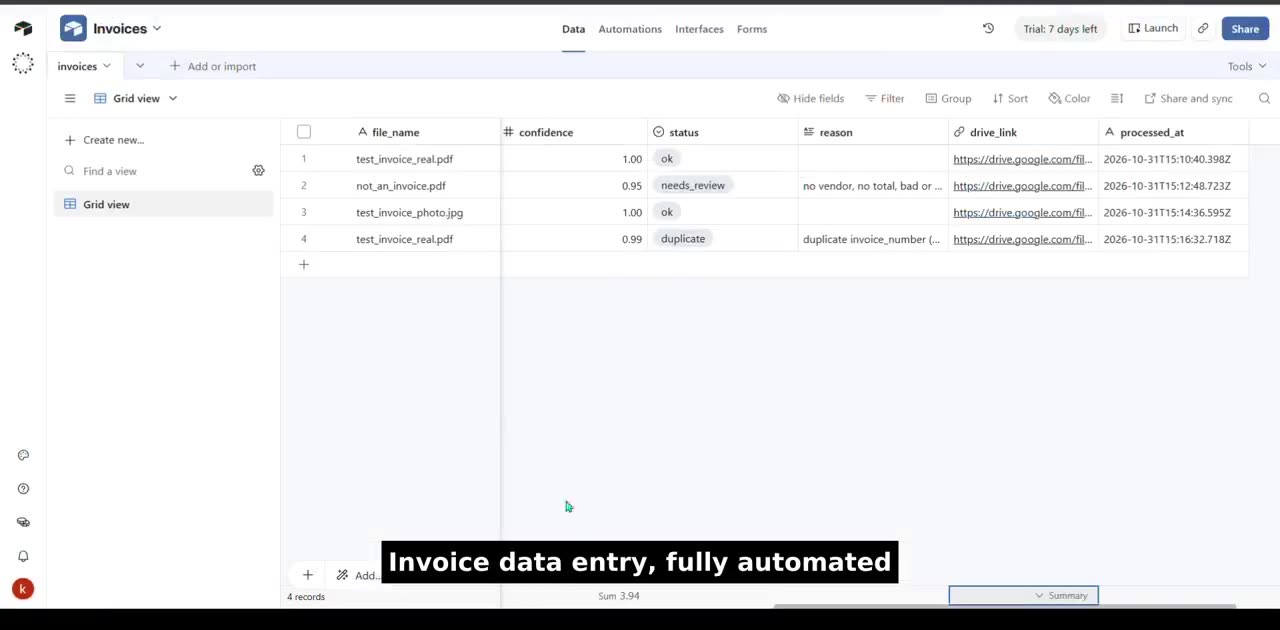 Invoices
Data Automations Interfaces Forms
Trial: 7 days left Launch Share
invoices Add or import Tools
Grid view Hide fields Filter Group Sort Color Share and sync
Create new...
Find a view
Grid view
file_name confidence status reason drive_link processed_at
1 test_invoice_real.pdf 1.00 ok https://drive.google.com/fil... 2026-10-31T15:10:40.398Z
2 not_an_invoice.pdf 0.95 needs_review no vendor, no total, bad or ... https://drive.google.com/fil... 2026-10-31T15:12:48.723Z
3 test_invoice_photo.jpg 1.00 ok https://drive.google.com/fil... 2026-10-31T15:14:36.595Z
4 test_invoice_real.pdf 0.99 duplicate duplicate invoice_number (... https://drive.google.com/fil... 2026-10-31T15:16:32.718Z
Invoice data entry, fully automated
Add...
4 records Sum 3.94 Summary
k